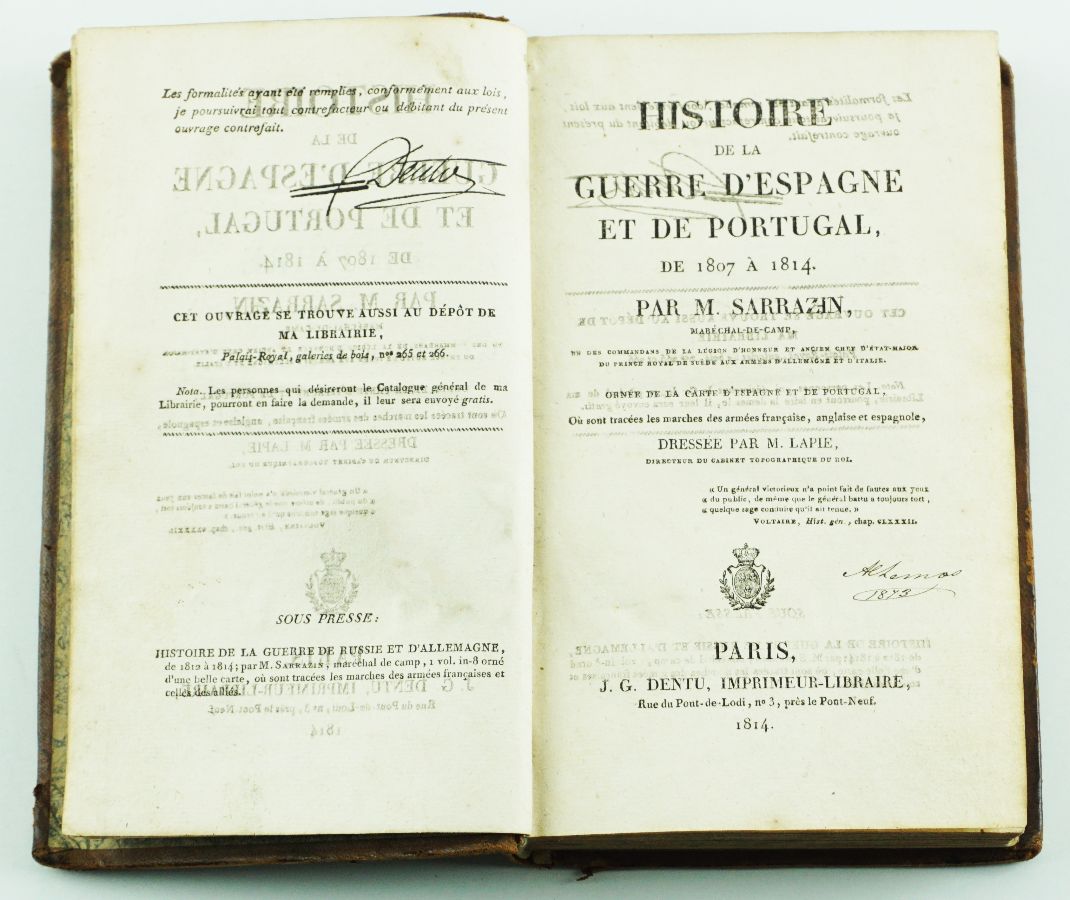 Les formalités ayant été remplies, conformément aux lois,
je poursuivrai tout contrefacteur ou débitant du présent
ouvrage contrefait.
Dentu
CET OUVRAGE SE TROUVE AUSSI AU DÉPÔT DE
MA LIBRAIRIE,
Palais-Royal, galeries de bois, nos 265 et 266.
Nota. Les personnes qui désireront le Catalogue général de ma
Librairie, pourront en faire la demande, il leur sera envoyé gratis.
SOUS PRESSE:
HISTOIRE DE LA GUERRE DE RUSSIE ET D'ALLEMAGNE,
de 1812 à 1814; par M. SARRAZIN, maréchal de camp, 1 vol. in-8 orné
d'une belle carte, où sont tracées les marches des armées françaises et
celles des alliés.
HISTOIRE
DE LA
GUERRE D'ESPAGNE
ET DE PORTUGAL,
DE 1807 À 1814.
PAR M. SARRAZIN,
MARÉCHAL-DE-CAMP,
UN DES COMMANDANS DE LA LÉGION D'HONNEUR ET ANCIEN CHEF D'ÉTAT-MAJOR
DU PRINCE ROYAL DE SUÈDE AUX ARMÉES D'ALLEMAGNE ET D'ITALIE.
ORNÉE DE LA CARTE D'ESPAGNE ET DE PORTUGAL,
Où sont tracées les marches des armées française, anglaise et espagnole,
DRESSÉE PAR M. LAPIE,
DIRECTEUR DU CABINET TOPOGRAPHIQUE DU ROI.
« Un général victorieux n'a point fait de fautes aux yeux
« du public, de même que le général battu a toujours tort,
« quelque sage conduite qu'il ait tenue. »
VOLTAIRE, Hist. gén., chap. CLXXXII.
1893
PARIS,
J. G. DENTU, IMPRIMEUR-LIBRAIRE,
Rue du Pont-de-Lodi, nº 3, près le Pont-Neuf.
1814.